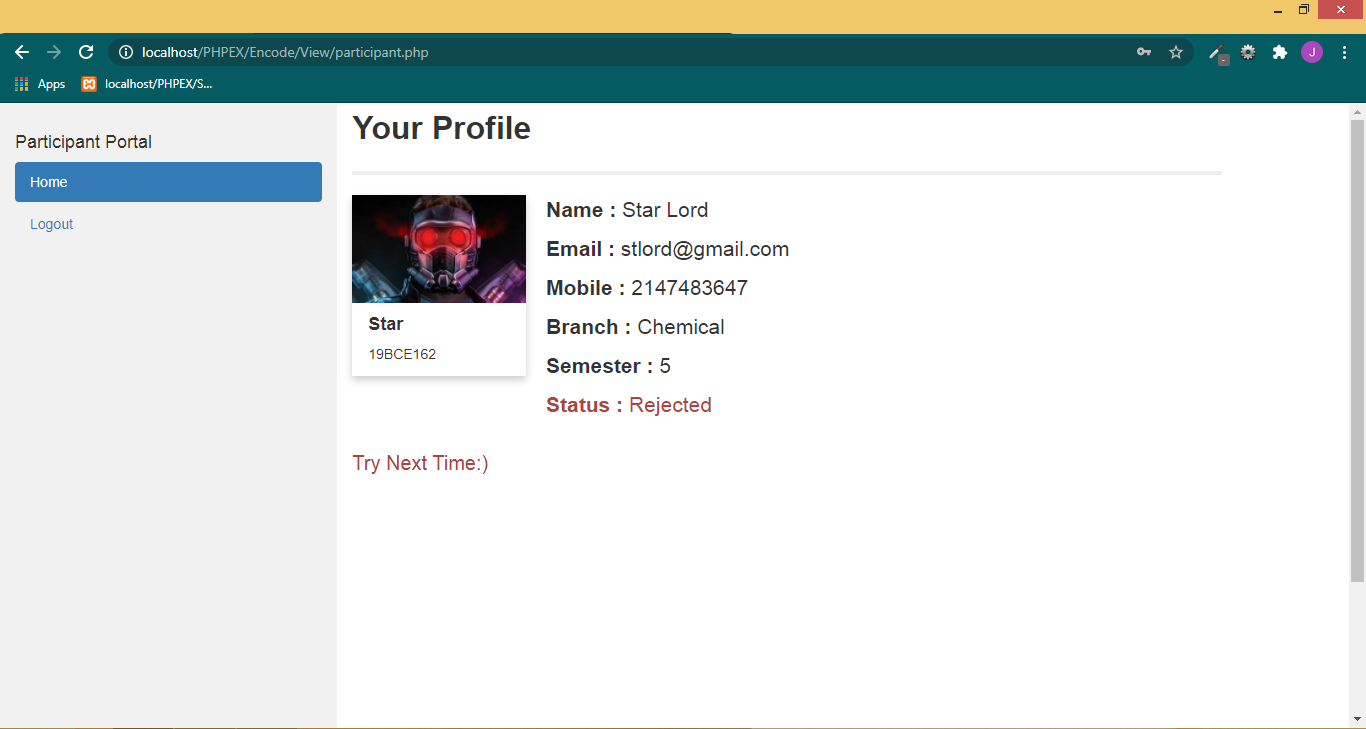 localhost/PHPEX/Encode/View/participant.php
J
Apps
localhost/PHPEX/S...
Participant Portal
Home
Logout
Your Profile
Star
19BCE162
Name : Star Lord
Email : stlord@gmail.com
Mobile : 2147483647
Branch : Chemical
Semester : 5
Status : Rejected
Try Next Time:)